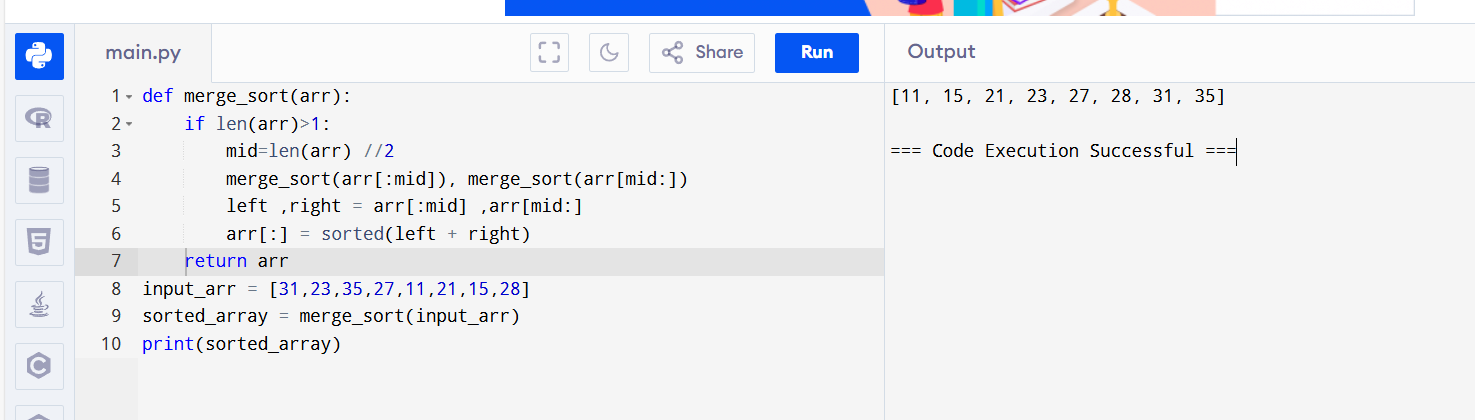 main.py
Share
Run
Output
1 def merge_sort(arr):
2 if len(arr)>1:
3 mid=len(arr) //2
4 merge_sort(arr[:mid]), merge_sort(arr[mid:])
5 left ,right = arr[:mid] ,arr[mid:]
6 arr[:] = sorted(left + right)
7 return arr
8 input_arr = [31,23,35,27,11,21,15,28]
9 sorted_array = merge_sort(input_arr)
10 print(sorted_array)
[11, 15, 21, 23, 27, 28, 31, 35]
=== Code Execution Successful ===